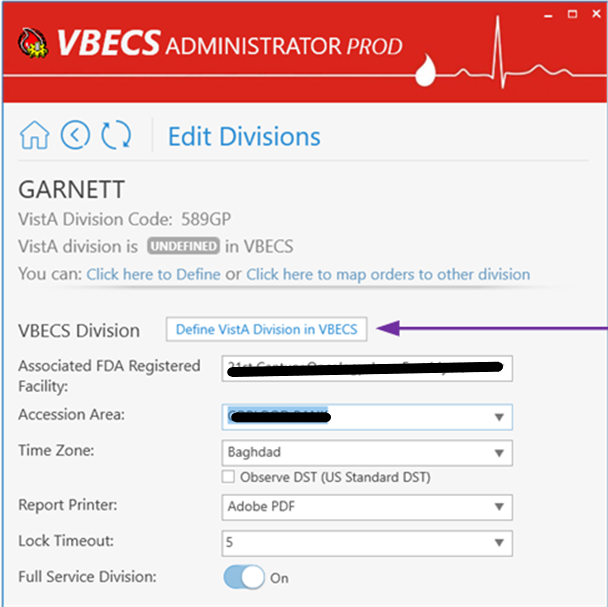 VBECS ADMINISTRATOR PROD
Edit Divisions
GARNETT
VistA Division Code: 589GP
VistA division is UNDEFINED in VBECS
You can: Click here to Define or Click here to map orders to other division
VBECS Division Define VistA Division in VBECS
Associated FDA Registered
Facility:
Accession Area:
Time Zone: Baghdad
Observe DST (US Standard DST)
Report Printer: Adobe PDF
Lock Timeout: 5
Full Service Division: On